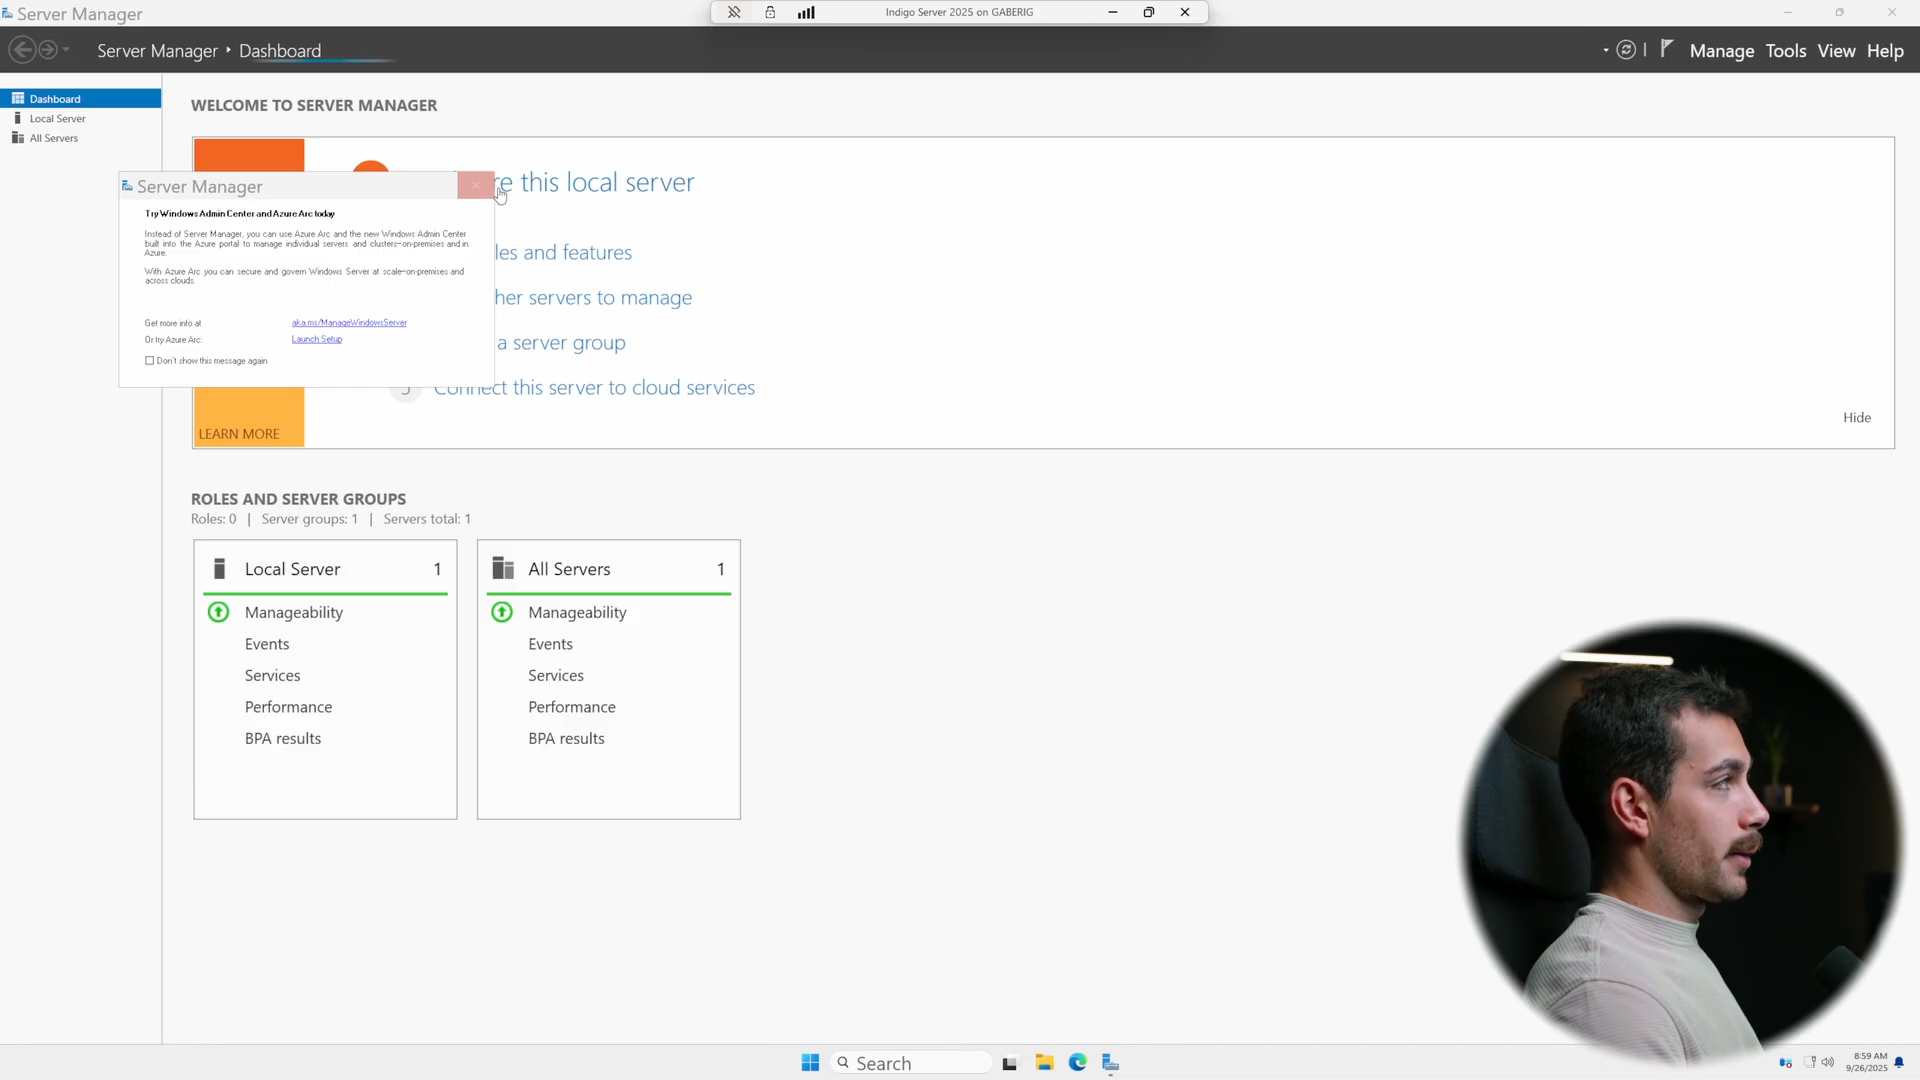 Server Manager
Indigo Server 2025 on GABERIG
Server Manager ‣ Dashboard
Manage Tools View Help
Dashboard
Local Server
All Servers
WELCOME TO SERVER MANAGER
re this local server
les and features
her servers to manage
a server group
Connect this server to cloud services
LEARN MORE
Hide
Server Manager
Try Windows Admin Center and Azure Arc today
Instead of Server Manager, you can use Azure Arc and the new Windows Admin Center
built into the Azure portal to manage individual servers and clusters-on-premises and in
Azure.
With Azure Arc you can secure and govern Windows Server at scale-on-premises and
across clouds.
Get more info at aka.ms/ManageWindowsServer
Or try Azure Arc: Launch Setup
Don't show this message again
ROLES AND SERVER GROUPS
Roles: 0 | Server groups: 1 | Servers total: 1
Local Server 1
Manageability
Events
Services
Performance
BPA results
All Servers 1
Manageability
Events
Services
Performance
BPA results
Search
8:59 AM
9/26/2025